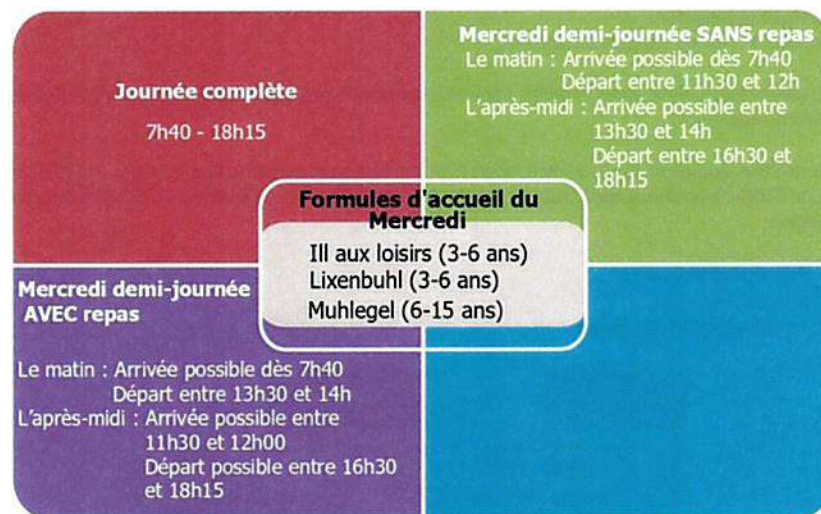 Journée complète
7h40 - 18h15
Mercredi demi-journée SANS repas
Le matin : Arrivée possible dès 7h40
Départ entre 11h30 et 12h
L'après-midi : Arrivée possible entre
13h30 et 14h
Départ entre 16h30 et
18h15
Formules d'accueil du
Mercredi
Ill aux loisirs (3-6 ans)
Lixenbuhl (3-6 ans)
Muhlegel (6-15 ans)
Mercredi demi-journée
AVEC repas
Le matin : Arrivée possible dès 7h40
Départ entre 13h30 et 14h
L'après-midi : Arrivée possible entre
11h30 et 12h00
Départ possible entre 16h30
et 18h15